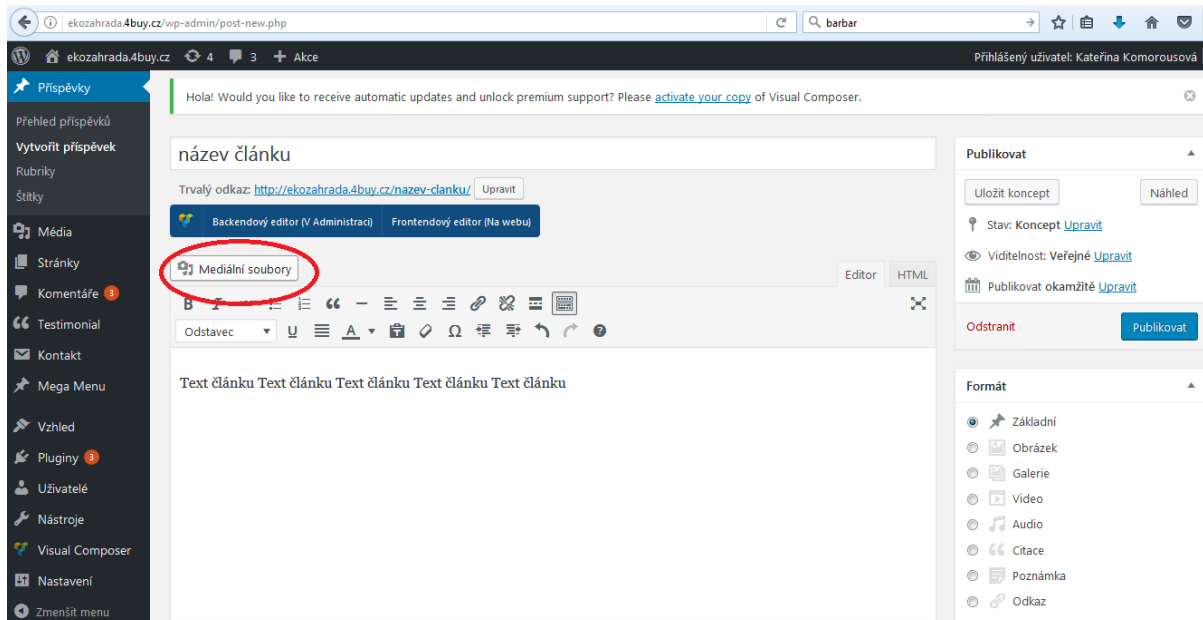 ekozahrada.4buy.cz/wp-admin/post-new.php
barbar
ekozahrada.4buy.cz 4 3 + Akce
Přihlášený uživatel: Kateřina Komorousová
Příspěvky
Přehled příspěvků
Vytvořit příspěvek
Rubriky
Štítky
Média
Stránky
Komentáře 3
Testimonial
Kontakt
Mega Menu
Vzhled
Pluginy 3
Uživatelé
Nástroje
Visual Composer
Nastavení
Zmenšit menu
Hola! Would you like to receive automatic updates and unlock premium support? Please activate your copy of Visual Composer.
název článku
Trvalý odkaz: http://ekozahrada.4buy.cz/nazev-clanku/ Upravit
Backendový editor (V Administraci) Frontendový editor (Na webu)
Mediální soubory
Editor HTML
B I
Odstavec U A Ω
Text článku Text článku Text článku Text článku Text článku
Publikovat
Uložit koncept Náhled
Stav: Koncept Upravit
Viditelnost: Veřejné Upravit
Publikovat okamžitě Upravit
Odstranit Publikovat
Formát
Základní
Obrázek
Galerie
Video
Audio
Citace
Poznámka
Odkaz